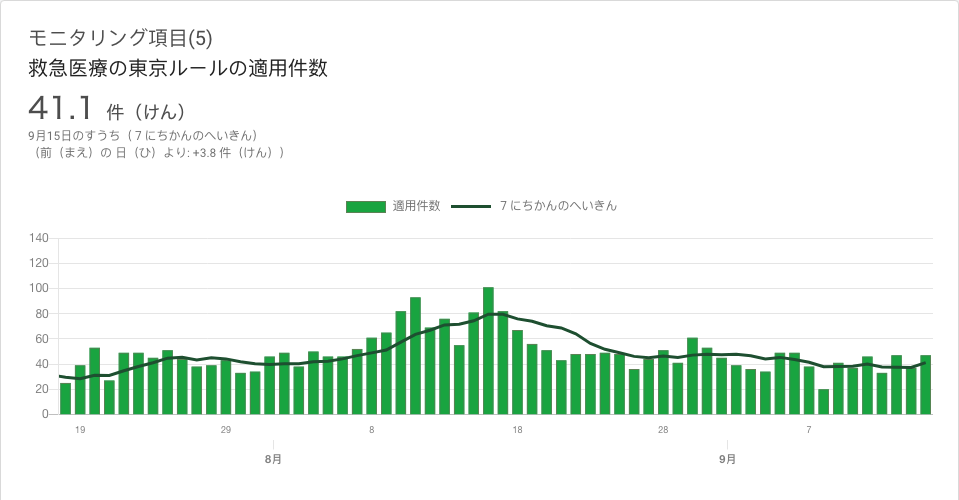 モニタリング項目(5)
救急医療の東京ルールの適用件数
41.1 件（けん）
9月15日のすうち（７にちかんのへいきん）
（前（まえ）の 日（ひ）より: +3.8 件（けん））
適用件数 ７にちかんのへいきん
140
120
100
80
60
40
20
0
19 29 8 18 28 7
8月 9月